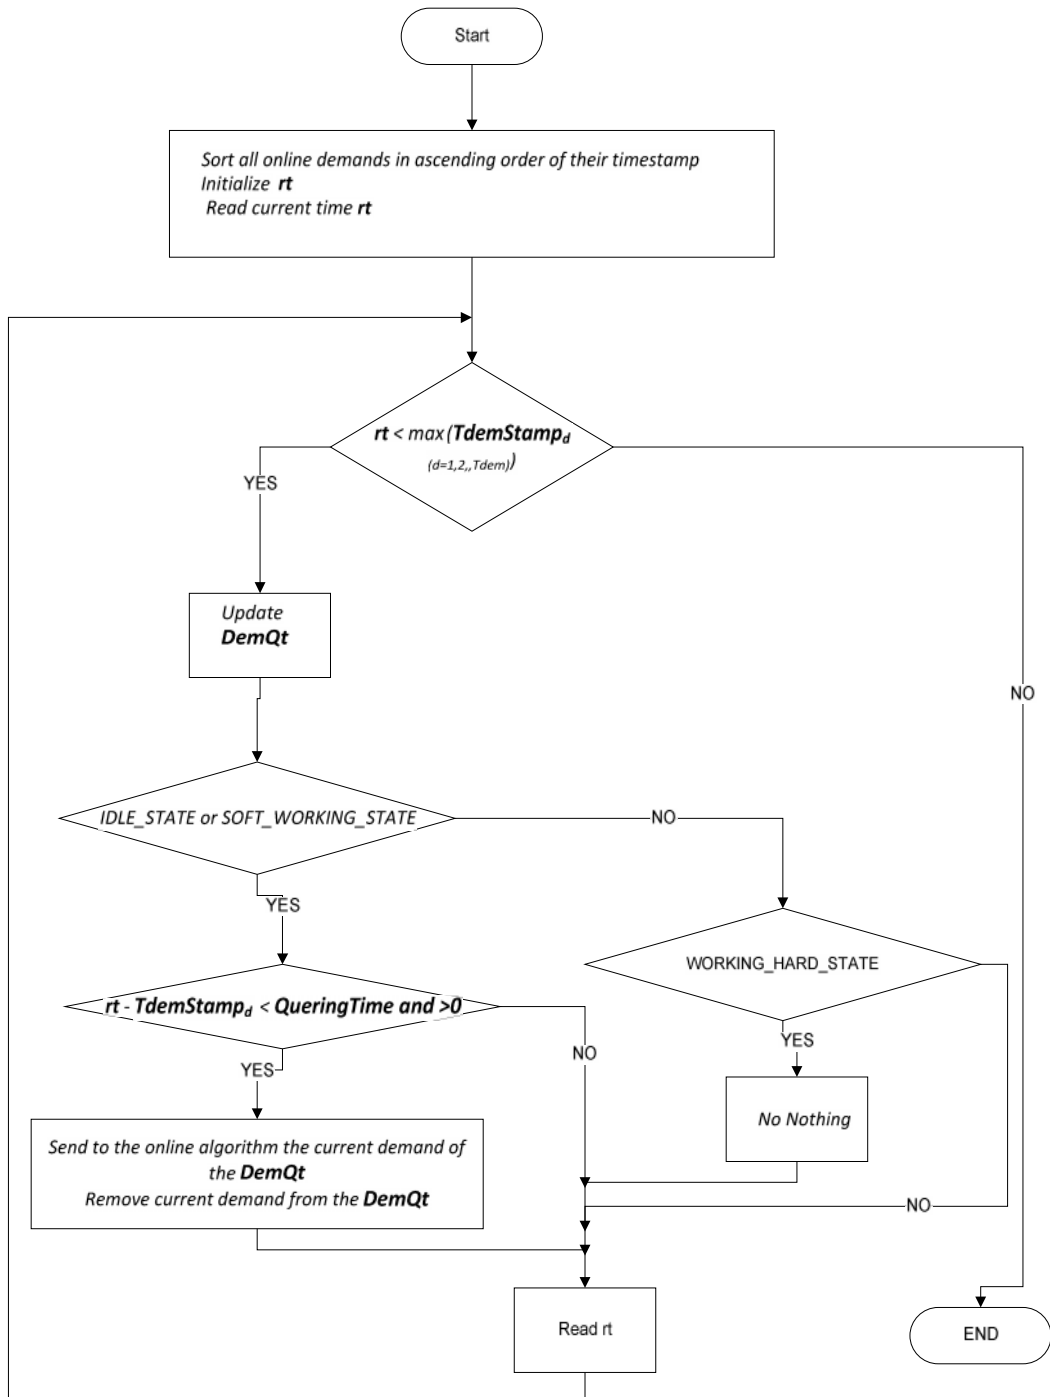 Start
Sort all online demands in ascending order of their timestamp
Initialize rt
Read current time rt
rt < max(TdemStampd
(d=1,2,,Tdem))
YES
NO
Update
DemQt
IDLE_STATE or SOFT_WORKING_STATE
NO
YES
WORKING_HARD_STATE
rt - TdemStampd < QueringTime and >0
YES
NO
YES
No Nothing
Send to the online algorithm the current demand of
the DemQt
Remove current demand from the DemQt
NO
Read rt
END